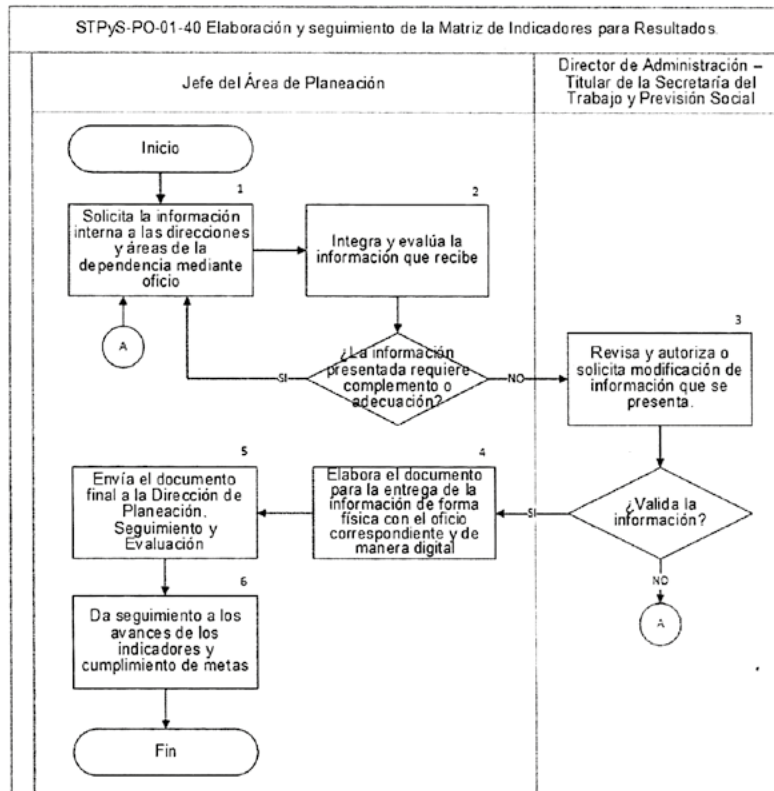 STPyS-PO-01-40 Elaboración y seguimiento de la Matriz de Indicadores para Resultados.
Jefe del Área de Planeación
Director de Administración –
Titular de la Secretaría del
Trabajo y Previsión Social
Inicio
1
Solicita la información
interna a las direcciones
y áreas de la
dependencia mediante
oficio
2
Integra y evalúa la
información que recibe
A
¿La información
presentada requiere
complemento o
adecuación?
SI
NO
3
Revisa y autoriza o
solicita modificación de
información que se
presenta.
5
Envía el documento
final a la Dirección de
Planeación,
Seguimiento y
Evaluación
4
Elabora el documento
para la entrega de la
información de forma
física con el oficio
correspondiente y de
manera digital
SI
¿Valida la
información?
NO
A
6
Da seguimiento a los
avances de los
indicadores y
cumplimiento de metas
Fin